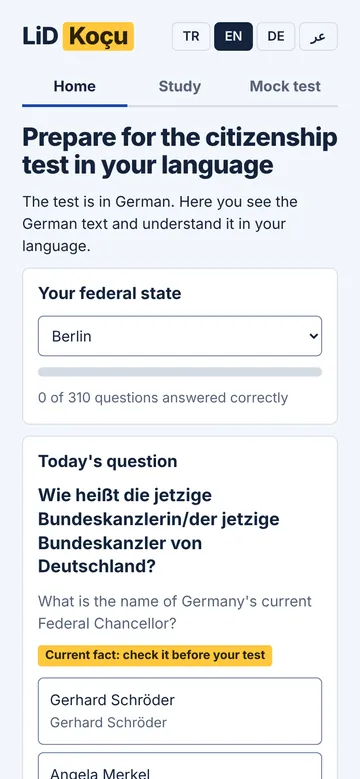 LiD Koçu
TR
EN
DE
عر
Home
Study
Mock test
Prepare for the citizenship
test in your language
The test is in German. Here you see the
German text and understand it in your
language.
Your federal state
Berlin
0 of 310 questions answered correctly
Today's question
Wie heißt die jetzige
Bundeskanzlerin/der jetzige
Bundeskanzler von
Deutschland?
What is the name of Germany's current
Federal Chancellor?
Current fact: check it before your test
Gerhard Schröder
Gerhard Schröder
Angela Merkel